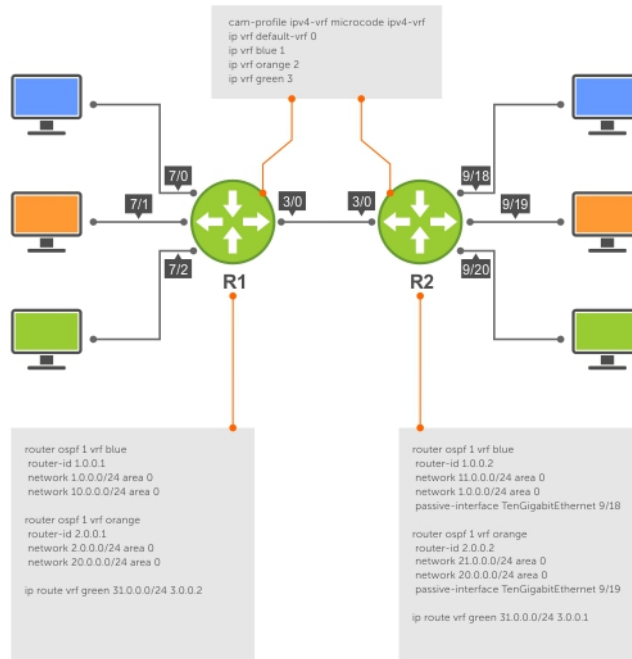 cam-profile ipv4-vrf microcode ipv4-vrf
ip vrf default-vrf 0
ip vrf blue 1
ip vrf orange 2
ip vrf green 3
7/0
9/18
7/1
3/0
3/0
9/19
7/2
9/20
R1
R2
router ospf 1 vrf blue
router-id 1.0.0.1
network 1.0.0.0/24 area 0
network 10.0.0.0/24 area 0
router ospf 1 vrf orange
router-id 2.0.0.1
network 2.0.0.0/24 area 0
network 20.0.0.0/24 area 0
ip route vrf green 31.0.0.0/24 3.0.0.2
router ospf 1 vrf blue
router-id 1.0.0.2
network 11.0.0.0/24 area 0
network 1.0.0.0/24 area 0
passive-interface TenGigabitEthernet 9/18
router ospf 1 vrf orange
router-id 2.0.0.2
network 21.0.0.0/24 area 0
network 20.0.0.0/24 area 0
passive-interface TenGigabitEthernet 9/19
ip route vrf green 31.0.0.0/24 3.0.0.1